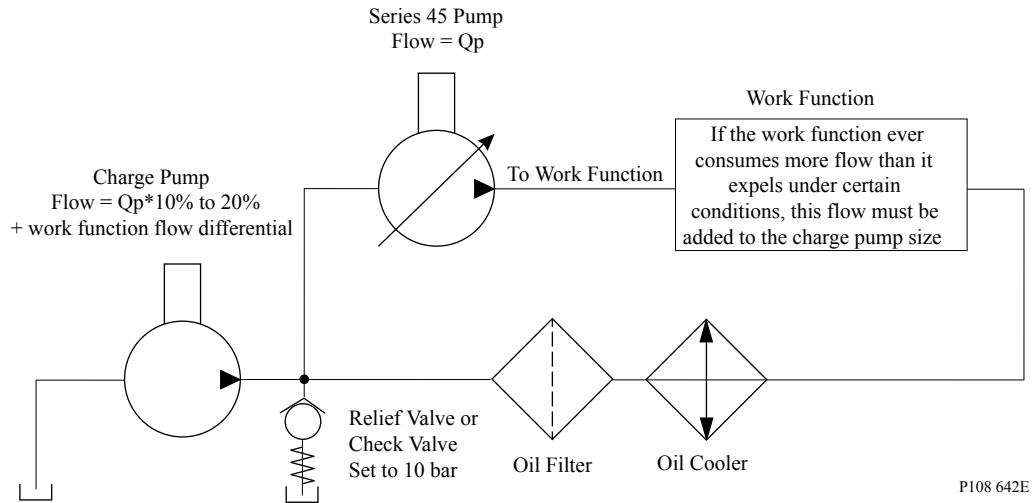 Series 45 Pump
Flow = Qp
Work Function
If the work function ever
consumes more flow than it
expels under certain
conditions, this flow must be
added to the charge pump size
To Work Function
Charge Pump
Flow = Qp*10% to 20%
+ work function flow differential
Relief Valve or
Check Valve
Set to 10 bar
Oil Filter
Oil Cooler
P108 642E